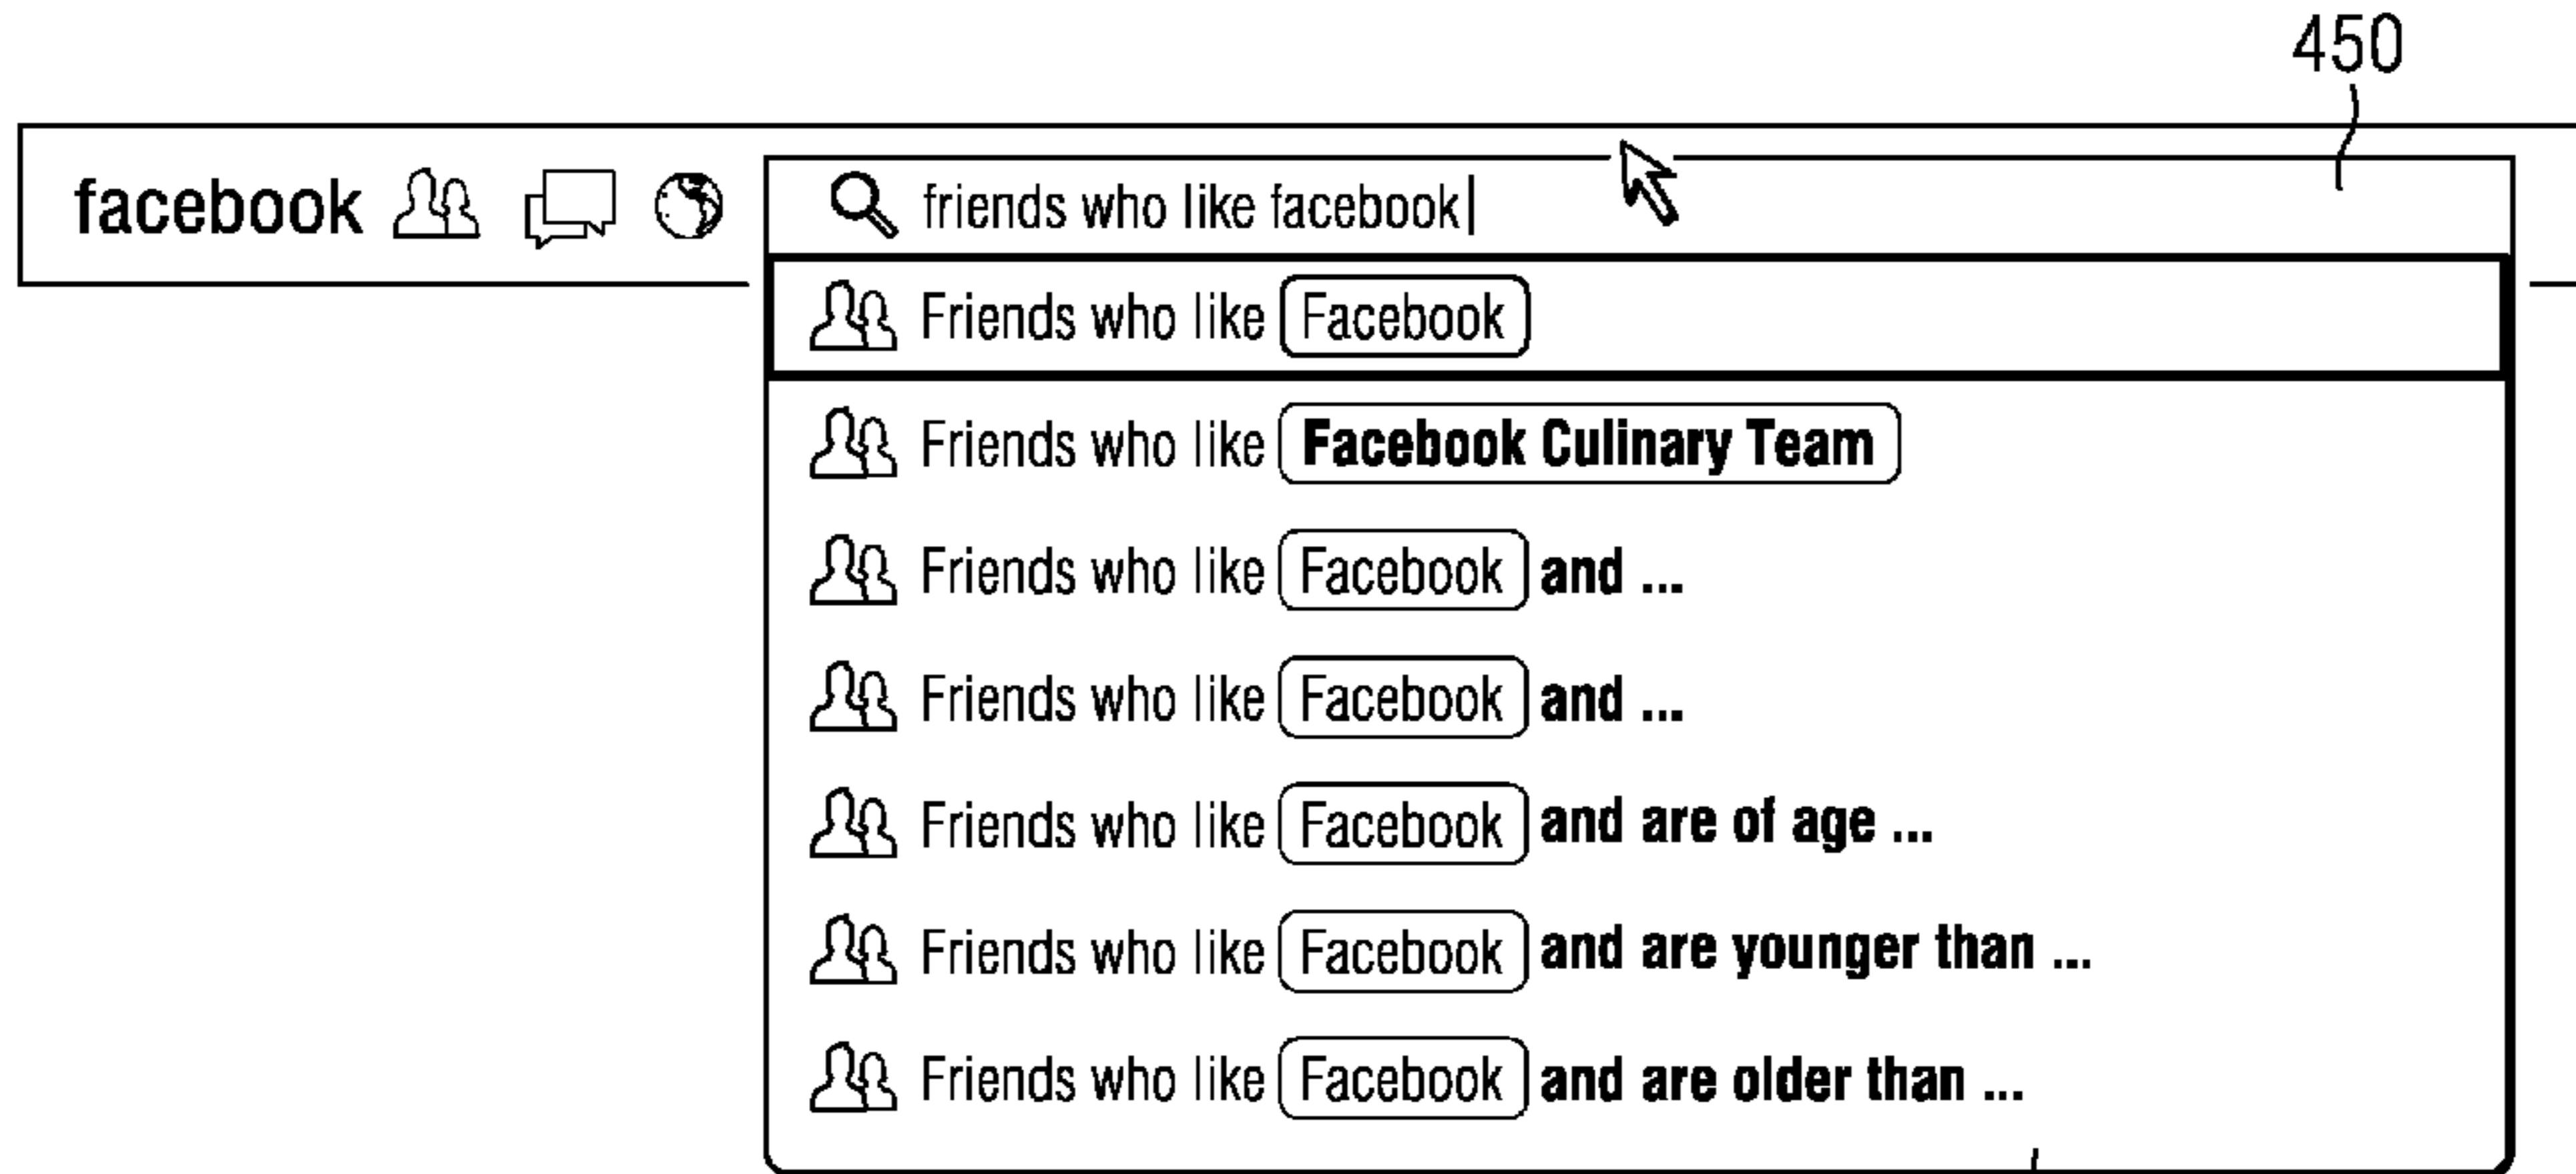 450
facebook friends who like facebook
Friends who like Facebook
Friends who like Facebook Culinary Team
Friends who like Facebook and ...
Friends who like Facebook and ...
Friends who like Facebook and are of age ...
Friends who like Facebook and are younger than ...
Friends who like Facebook and are older than ...